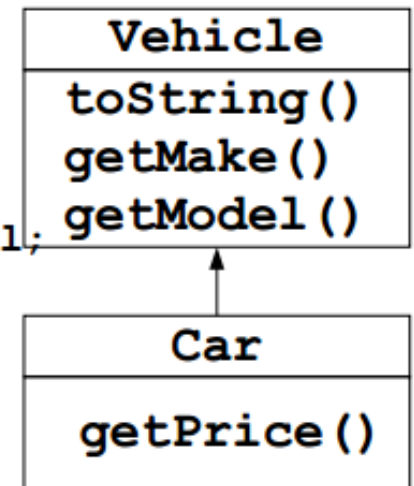 Vehicle
toString()
getMake()
getModel()
l;
Car
getPrice()